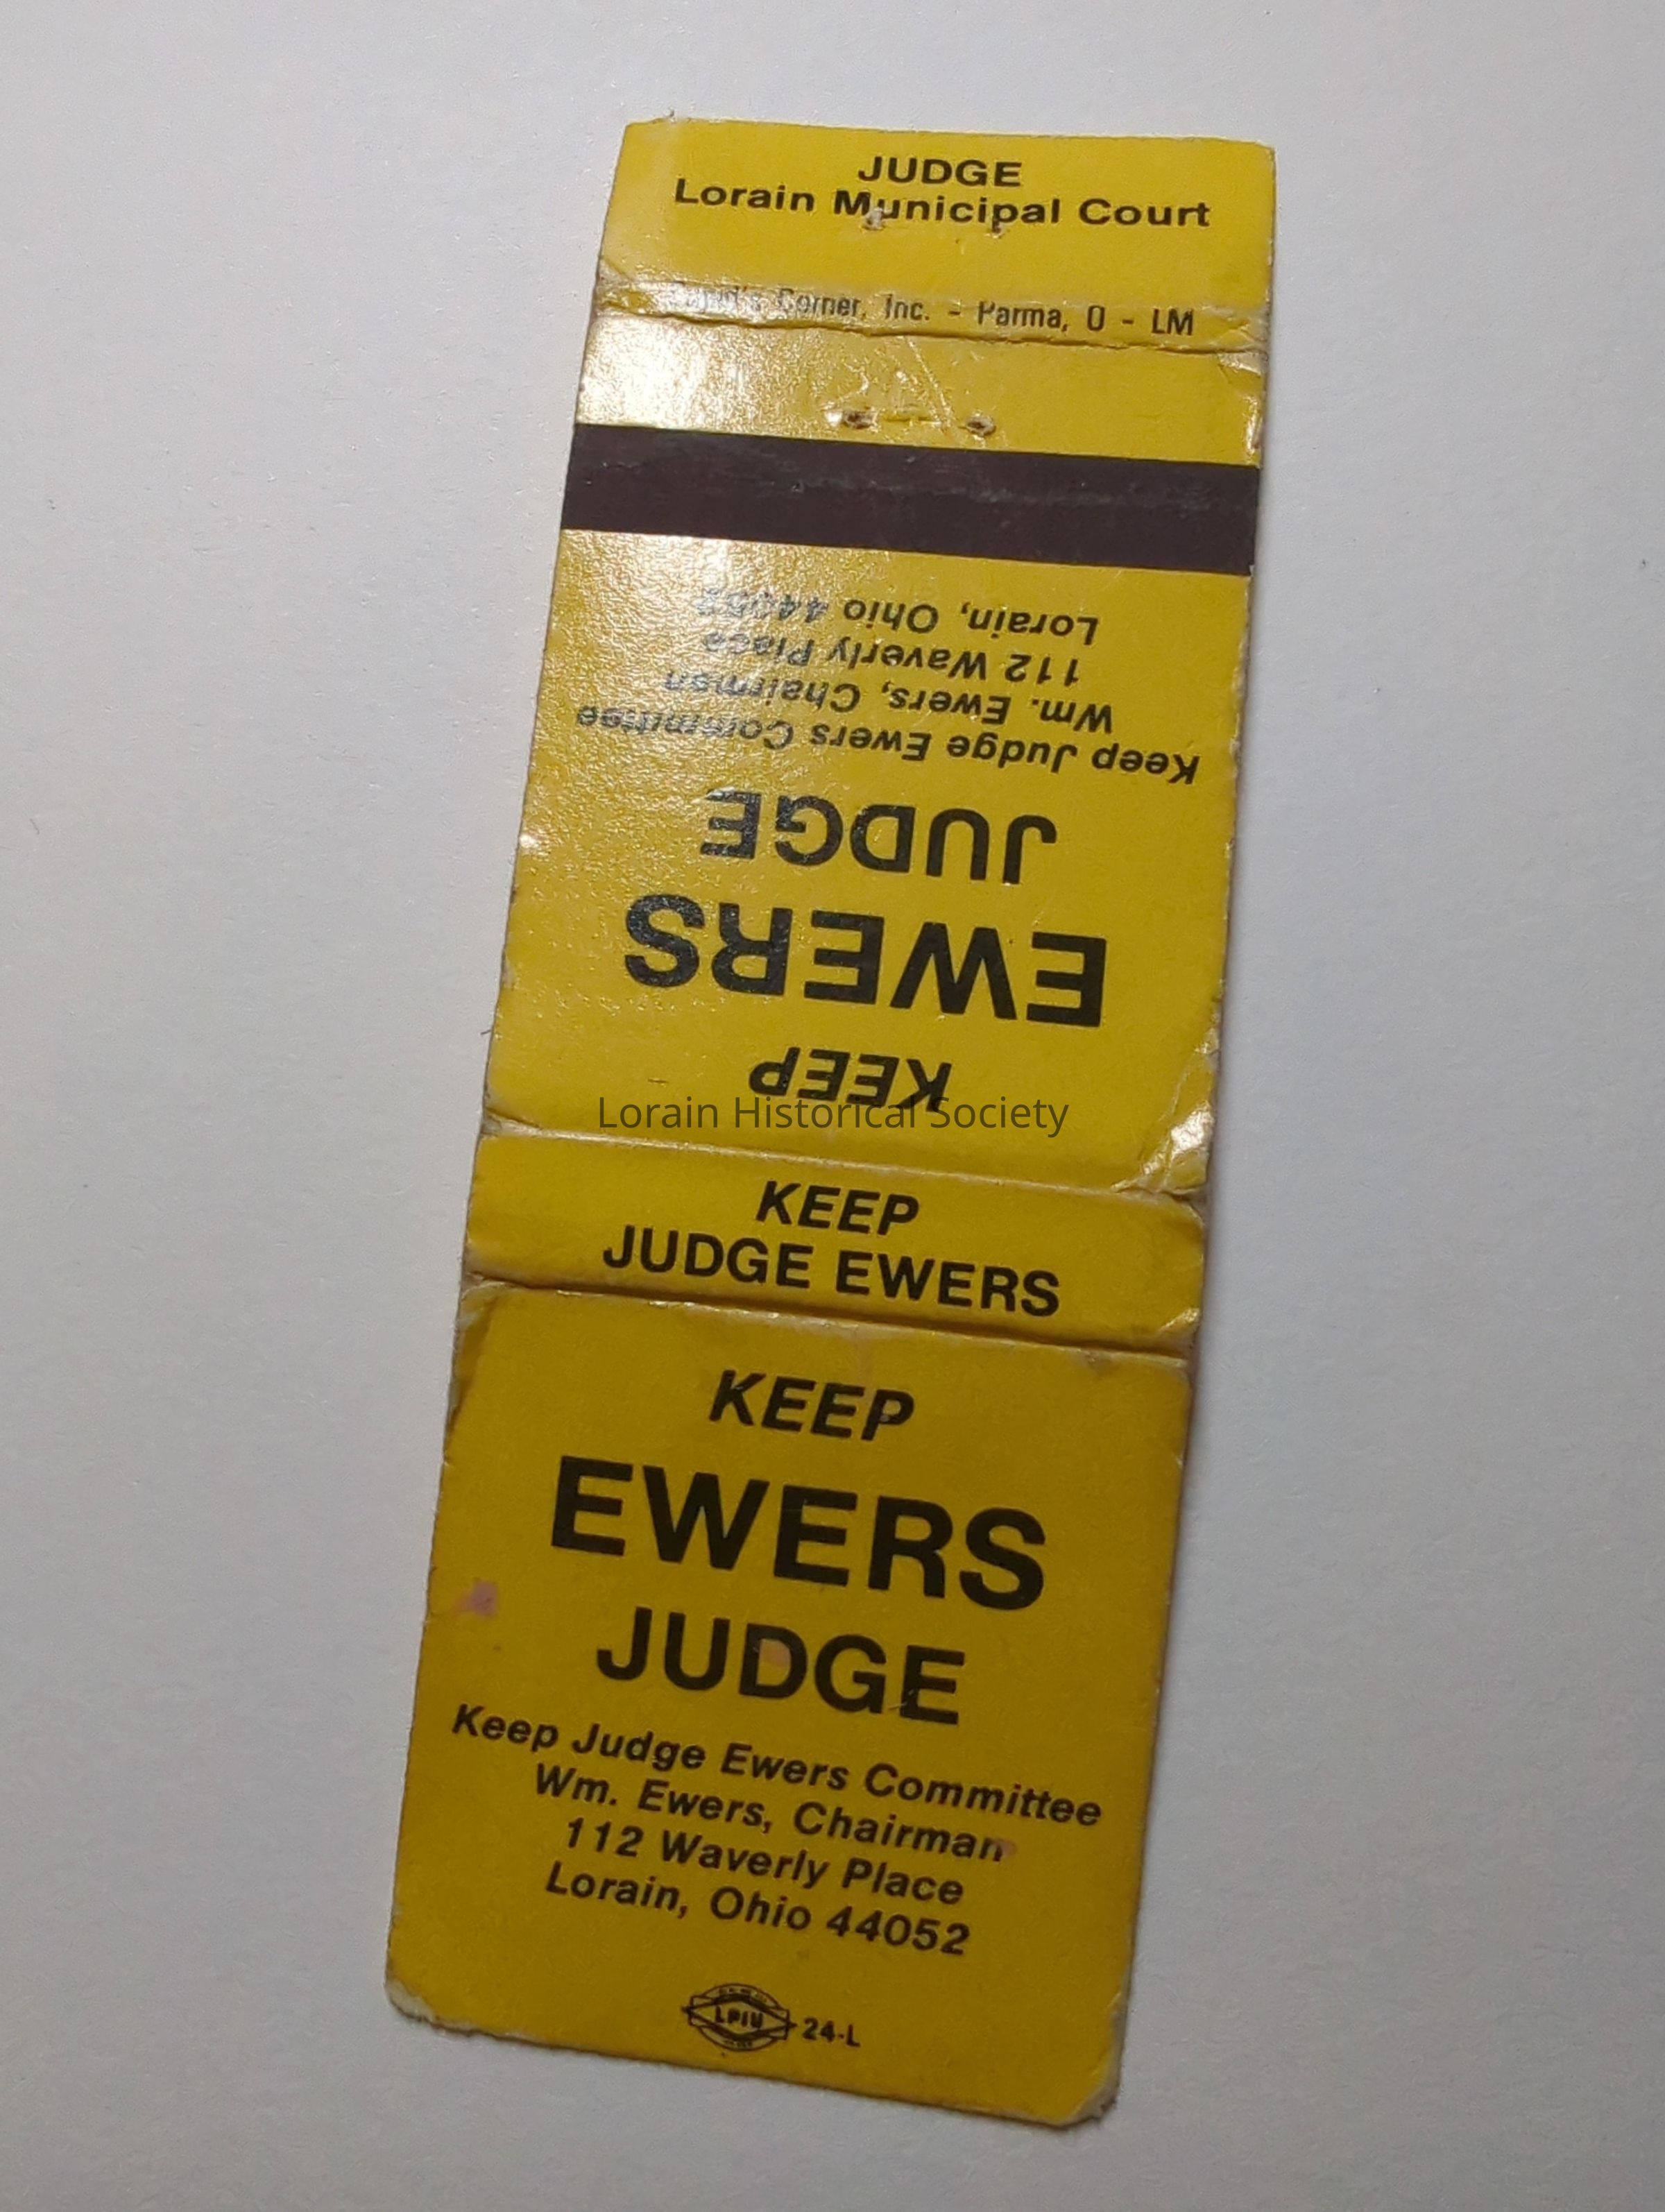 JUDGE
Lorain Municipal Court
Corner, Inc. - Parma, O - LM
KEEP
EWERS
JUDGE
Keep Judge Ewers Committee
Wm. Ewers, Chairman
112 Waverly Place
Lorain, Ohio 44052
Lorain Historical Society
KEEP
JUDGE EWERS
KEEP
EWERS
JUDGE
Keep Judge Ewers Committee
Wm. Ewers, Chairman
112 Waverly Place
Lorain, Ohio 44052
LPIU 24-L